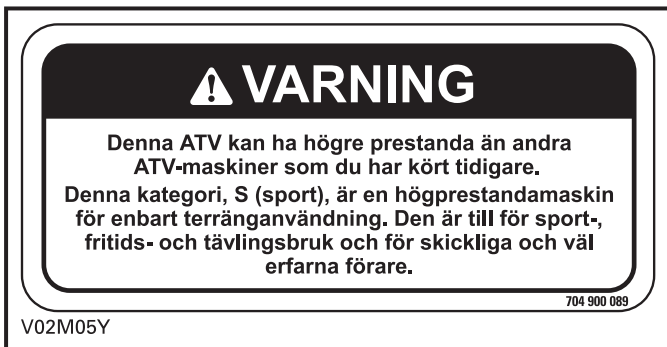 VARNING
Denna ATV kan ha högre prestanda än andra
ATV-maskiner som du har kört tidigare.
Denna kategori, S (sport), är en högprestandamaskin
för enbart terränganvändning. Den är till för sport-,
fritids- och tävlingsbruk och för skickliga och väl
erfarna förare.
704 900 089
V02M05Y